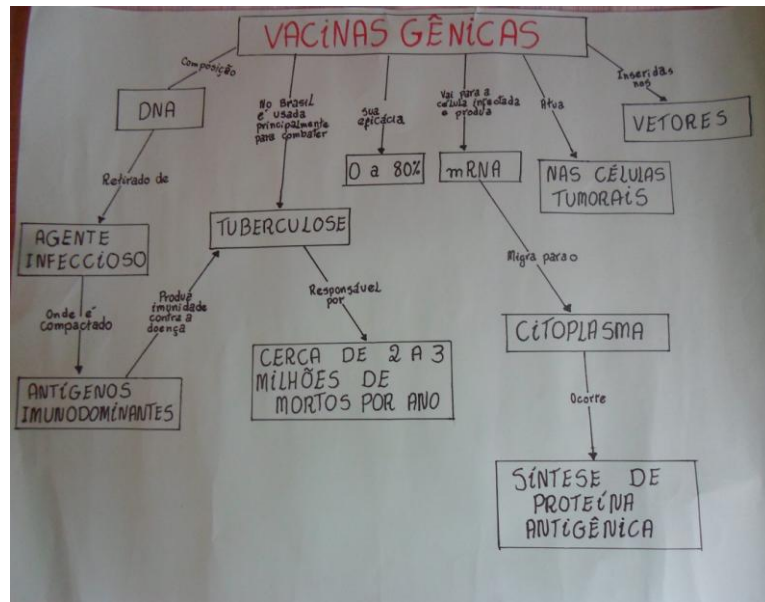 VACINAS GÊNICAS
Composição
DNA
Retirado de
AGENTE
INFECCIOSO
Onde é
compactado
ANTÍGENOS
IMUNODOMINANTES
Produz
imunidade
contra a
doença
No Brasil
é usada
principalmente
para combater
TUBERCULOSE
Responsável
por
CERCA DE 2 A 3
MILHÕES DE
MORTOS POR ANO
Sua
eficácia
0 a 80%
Vai para a
célula infectada
e produz
mRNA
Migra para o
CITOPLASMA
Ocorre
SÍNTESE DE
PROTEÍNA
ANTIGÊNICA
Atua
NAS CÉLULAS
TUMORAIS
Inseridas
nos
VETORES